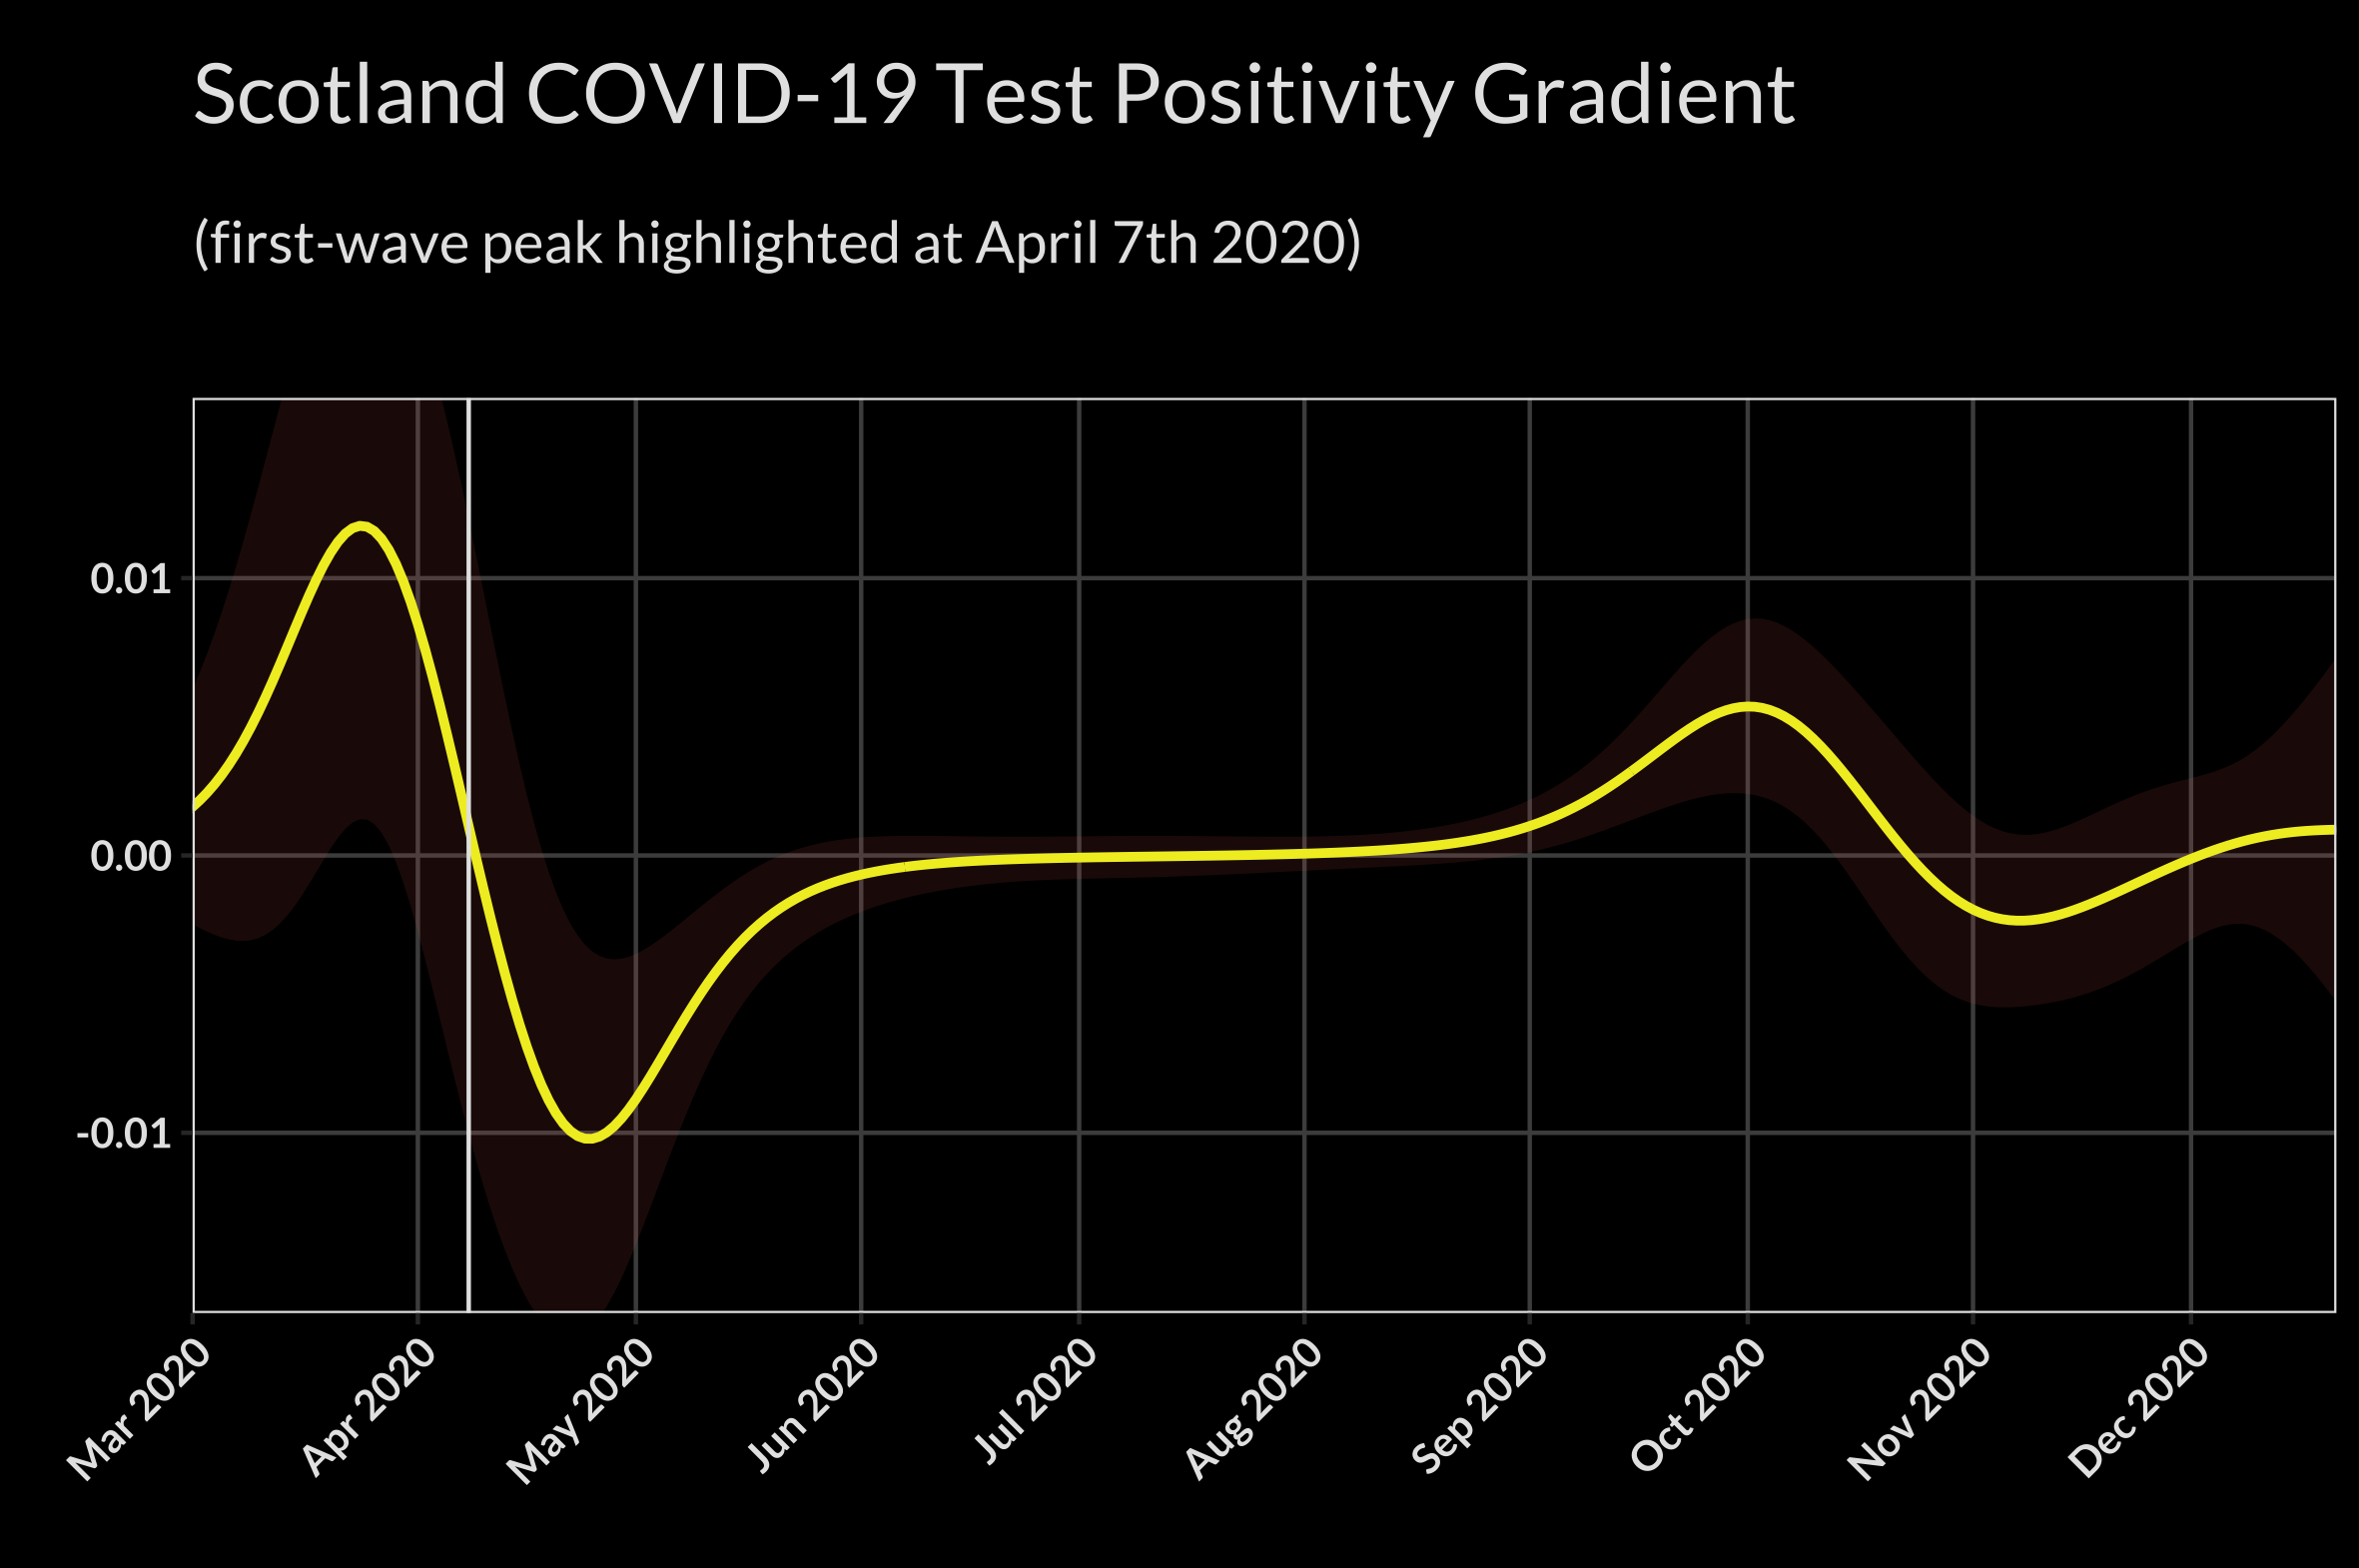 Scotland COVID-19 Test Positivity Gradient
(first-wave peak highlighted at April 7th 2020)
0.01
0.00
-0.01
Mar 2020
Apr 2020
May 2020
Jun 2020
Jul 2020
Aug 2020
Sep 2020
Oct 2020
Nov 2020
Dec 2020